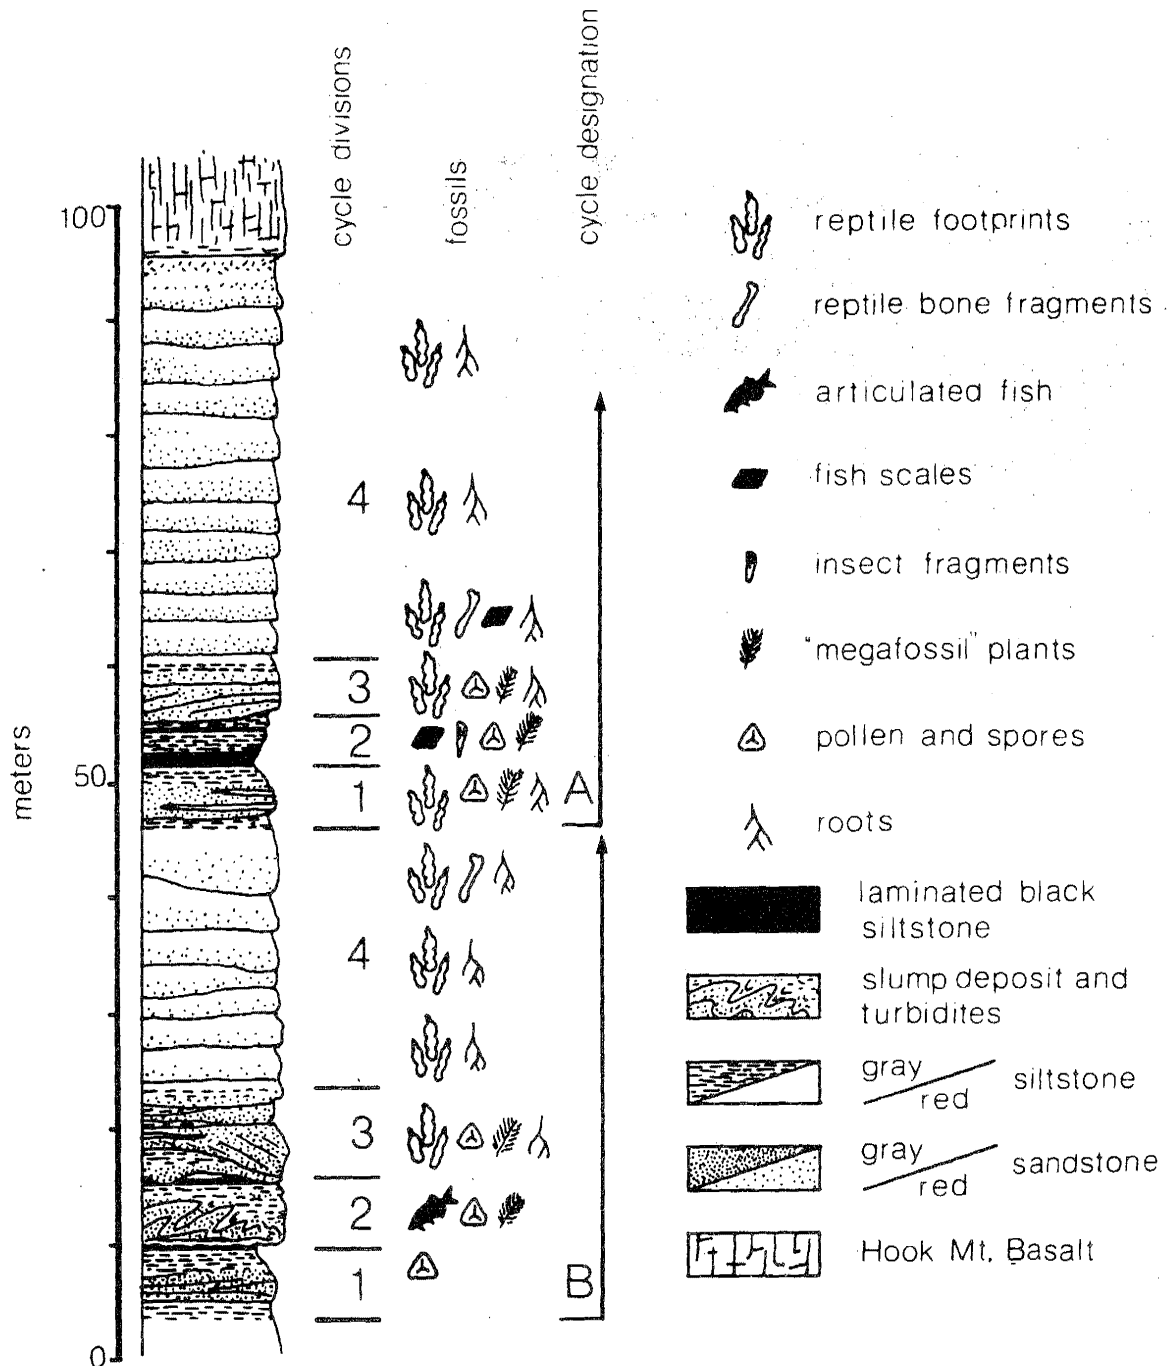 cycle divisions
fossils
cycle designation
meters
100
50
0
4
3
2
1
A
4
3
2
1
B
reptile footprints
reptile bone fragments
articulated fish
fish scales
insect fragments
"megafossil" plants
pollen and spores
roots
laminated black
siltstone
slump deposit and
turbidites
gray
red
siltstone
gray
red
sandstone
Hook Mt. Basalt